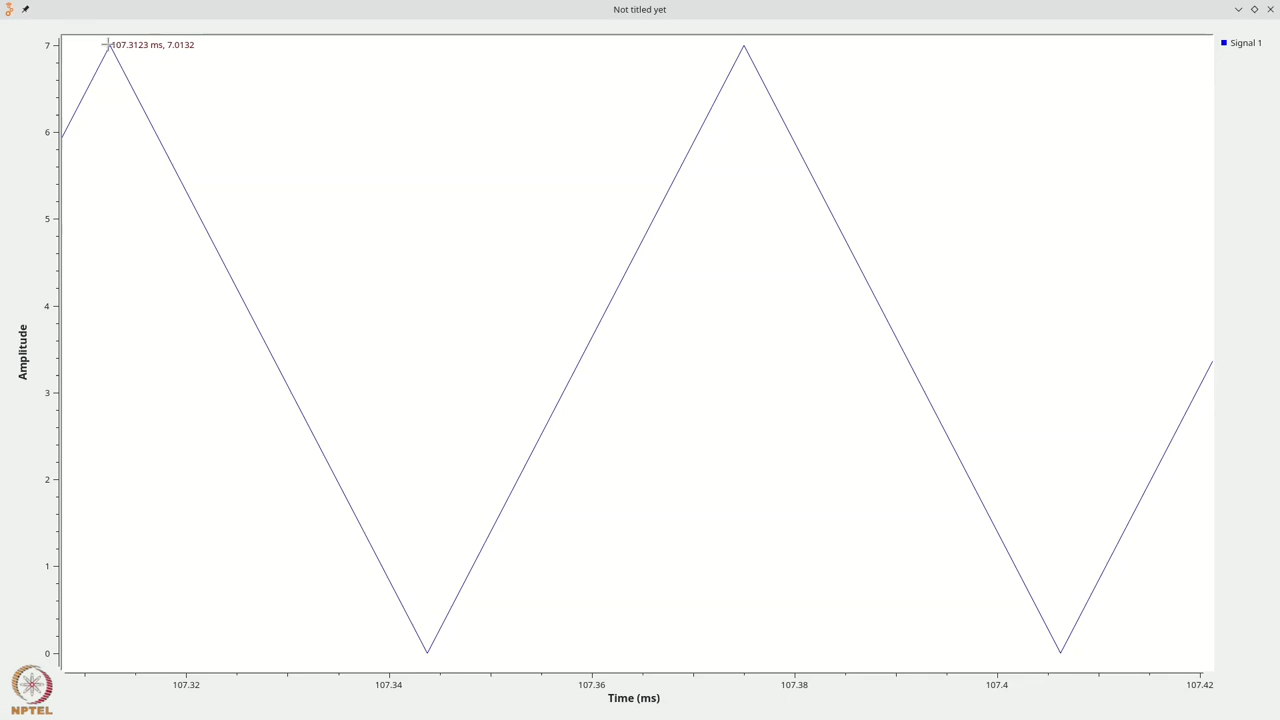 Not titled yet
107.3123 ms, 7.0132
Signal 1
7
6
5
4
3
2
1
0
Amplitude
107.32 107.34 107.36 107.38 107.4 107.42
Time (ms)
NPTEL